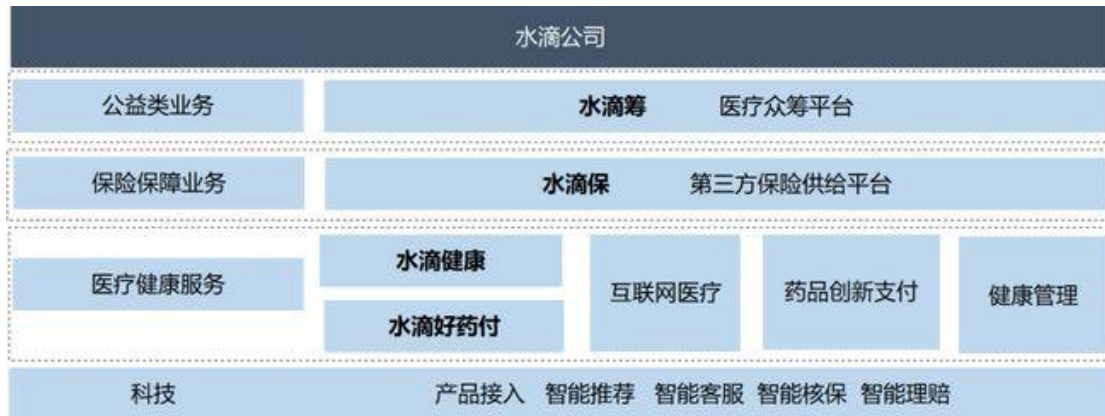 水滴公司
公益类业务 水滴筹 医疗众筹平台
保险保障业务 水滴保 第三方保险供给平台
医疗健康服务
水滴健康
水滴好药付
互联网医疗 药品创新支付 健康管理
科技 产品接入 智能推荐 智能客服 智能核保 智能理赔